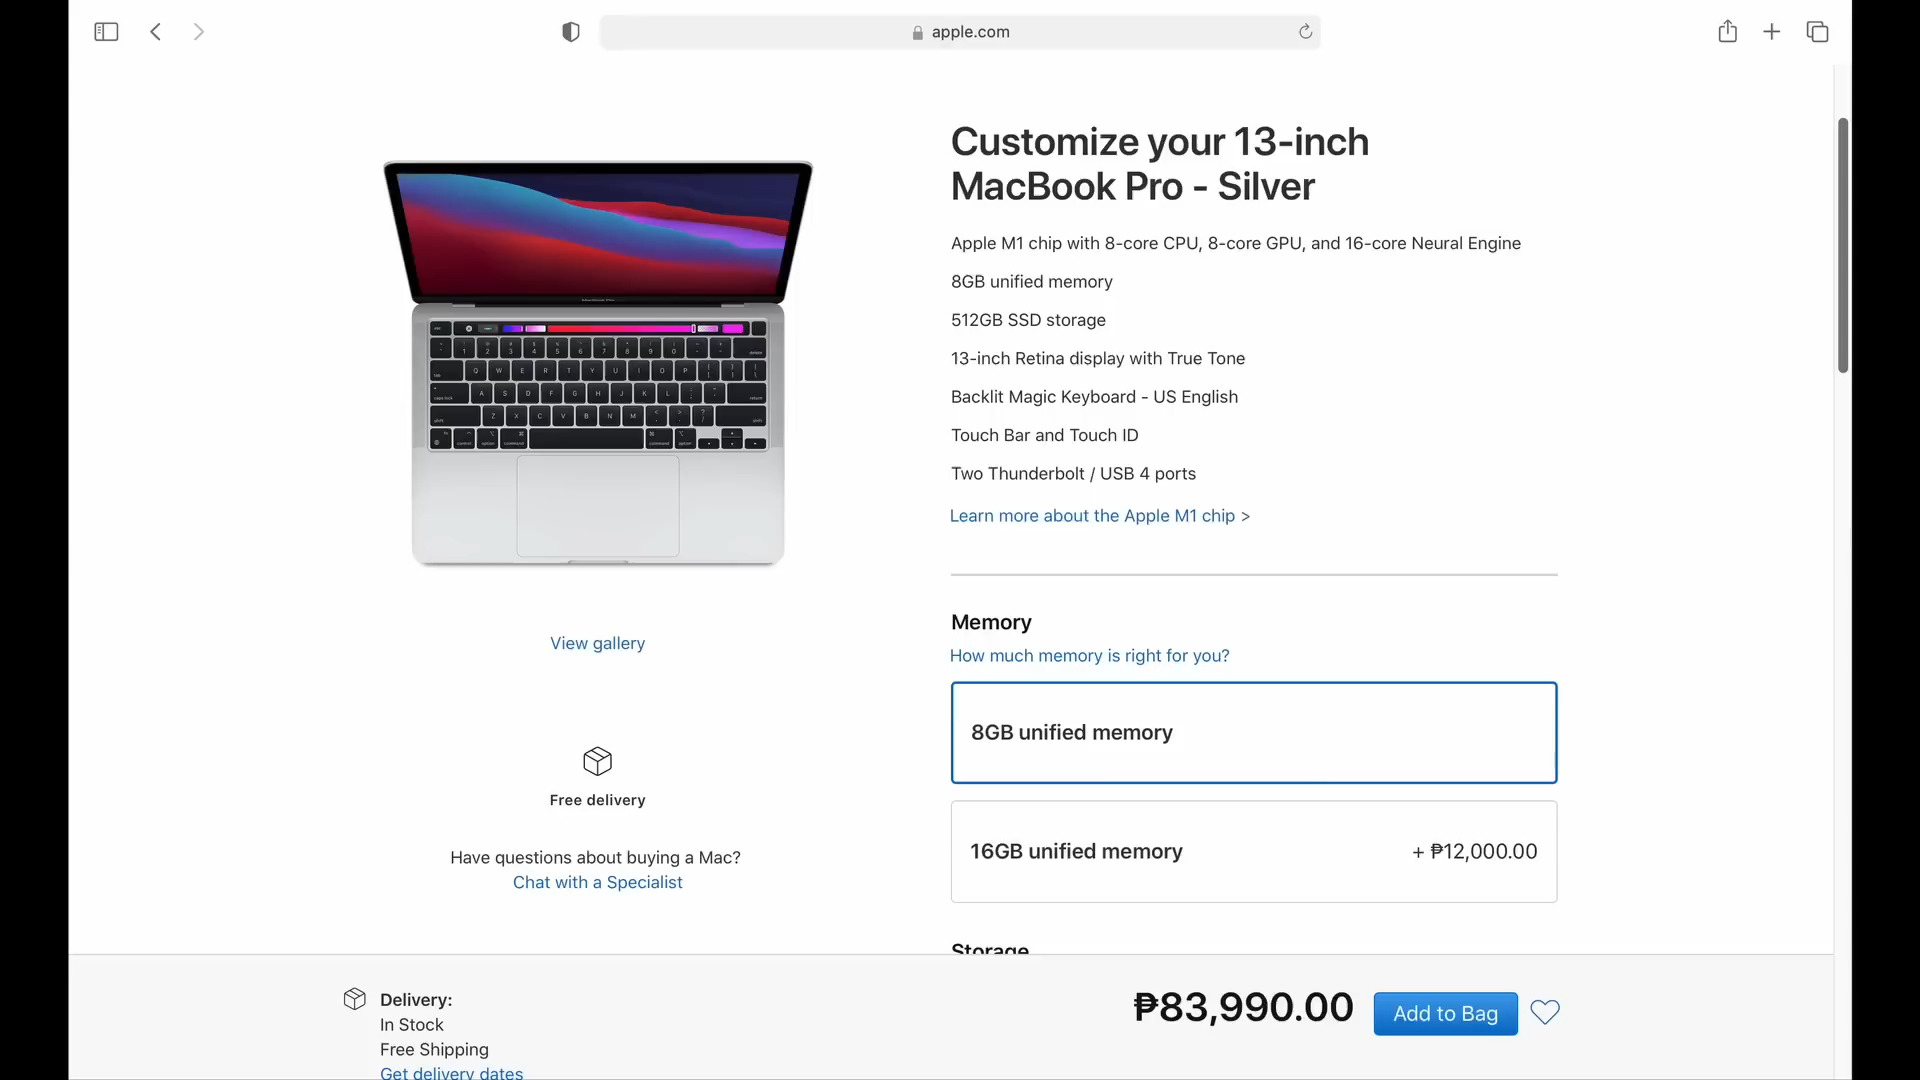 apple.com
Customize your 13-inch
MacBook Pro - Silver
Apple M1 chip with 8-core CPU, 8-core GPU, and 16-core Neural Engine
8GB unified memory
512GB SSD storage
13-inch Retina display with True Tone
Backlit Magic Keyboard - US English
Touch Bar and Touch ID
Two Thunderbolt / USB 4 ports
Learn more about the Apple M1 chip >
View gallery
Free delivery
Have questions about buying a Mac?
Chat with a Specialist
Memory
How much memory is right for you?
8GB unified memory
16GB unified memory + ₱12,000.00
Storage
Delivery:
In Stock
Free Shipping
Get delivery dates
₱83,990.00
Add to Bag